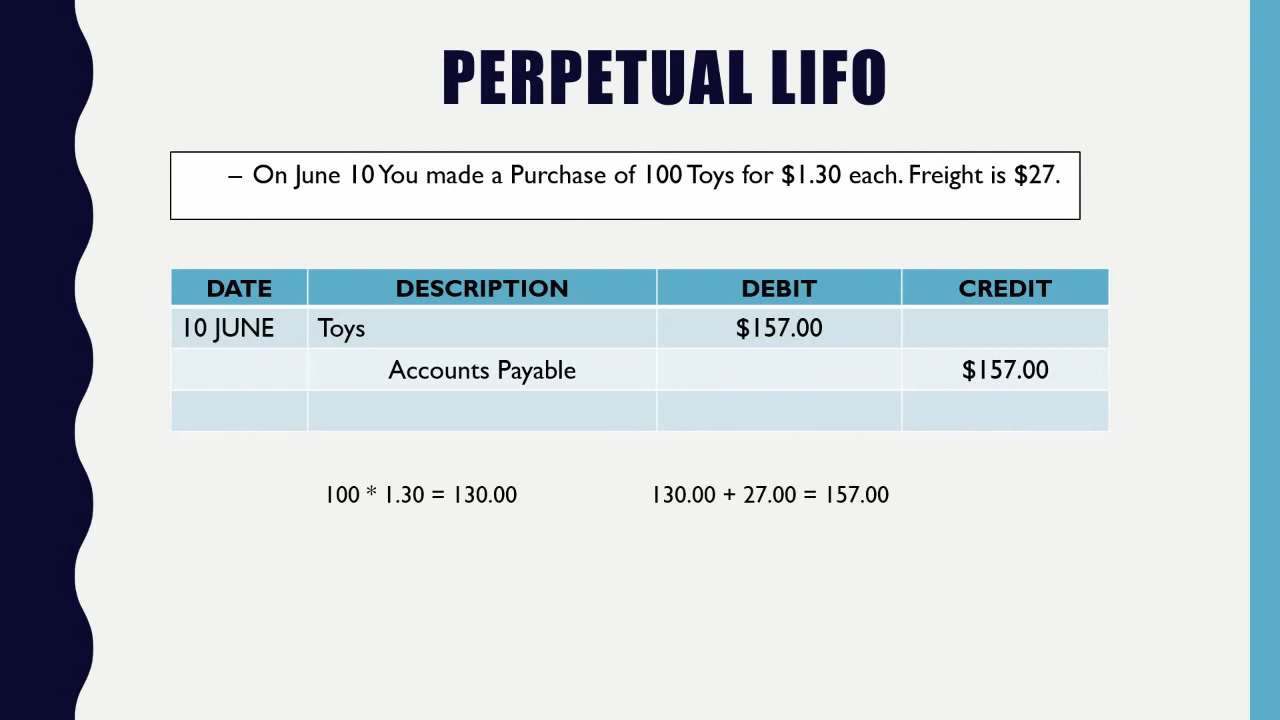 PERPETUAL LIFO
– On June 10 You made a Purchase of 100 Toys for $1.30 each. Freight is $27.
DATE DESCRIPTION DEBIT CREDIT
10 JUNE Toys $157.00
Accounts Payable $157.00
100 * 1.30 = 130.00 130.00 + 27.00 = 157.00